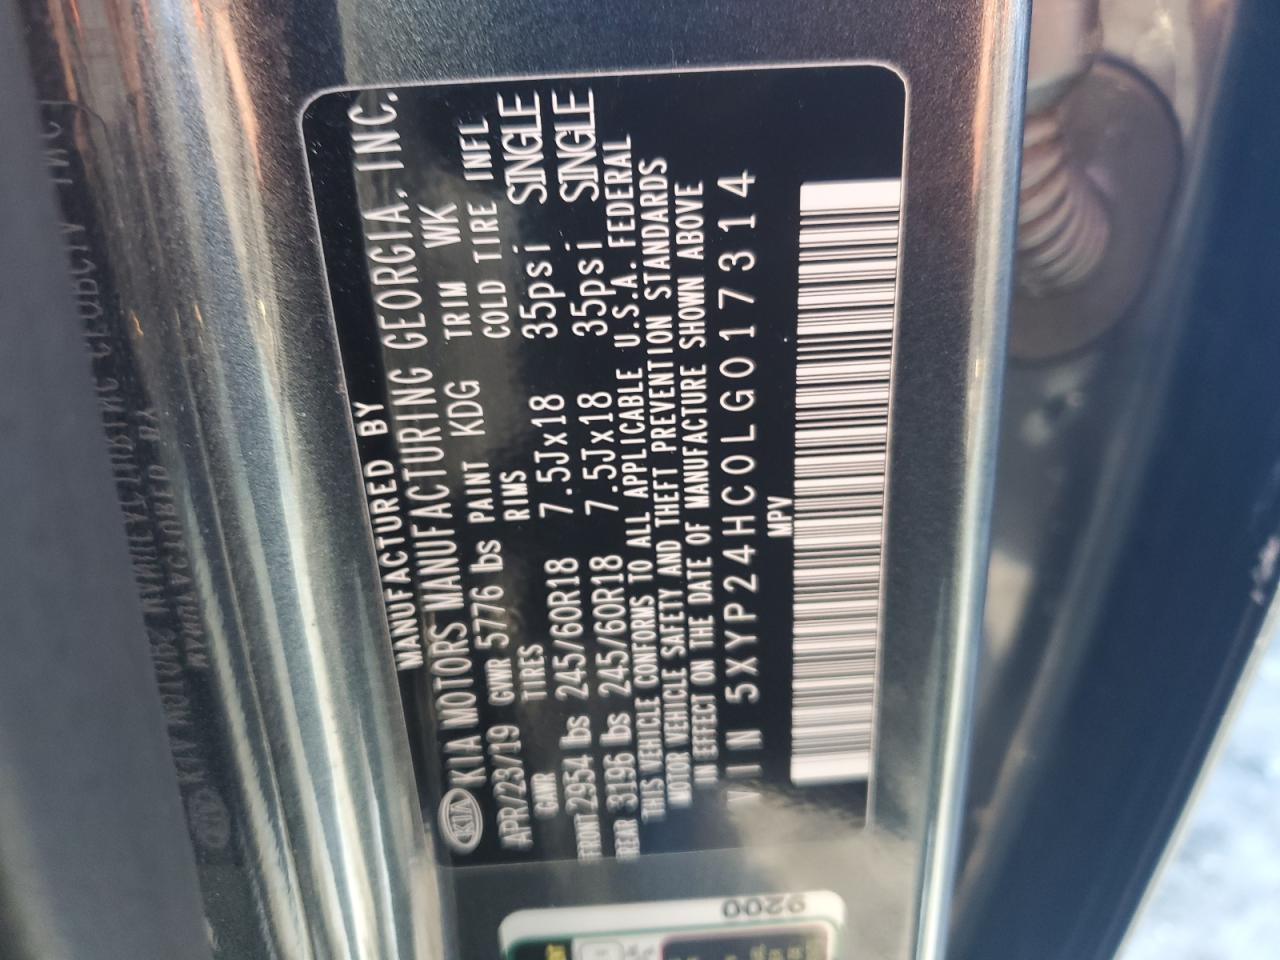 MANUFACTURED BY
KIA KIA MOTORS MANUFACTURING GEORGIA, INC.
APR/23/19 GVWR 5776 lbs PAINT KDG TRIM WK
GAWR TIRES RIMS COLD TIRE INFL
FRONT 2954 lbs 245/60R18 7.5Jx18 35psi SINGLE
REAR 3196 lbs 245/60R18 7.5Jx18 35psi SINGLE
THIS VEHICLE CONFORMS TO ALL APPLICABLE U.S.A. FEDERAL
MOTOR VEHICLE SAFETY AND THEFT PREVENTION STANDARDS
IN EFFECT ON THE DATE OF MANUFACTURE SHOWN ABOVE
VIN 5XYP24HC0LG017314
MPV
9200